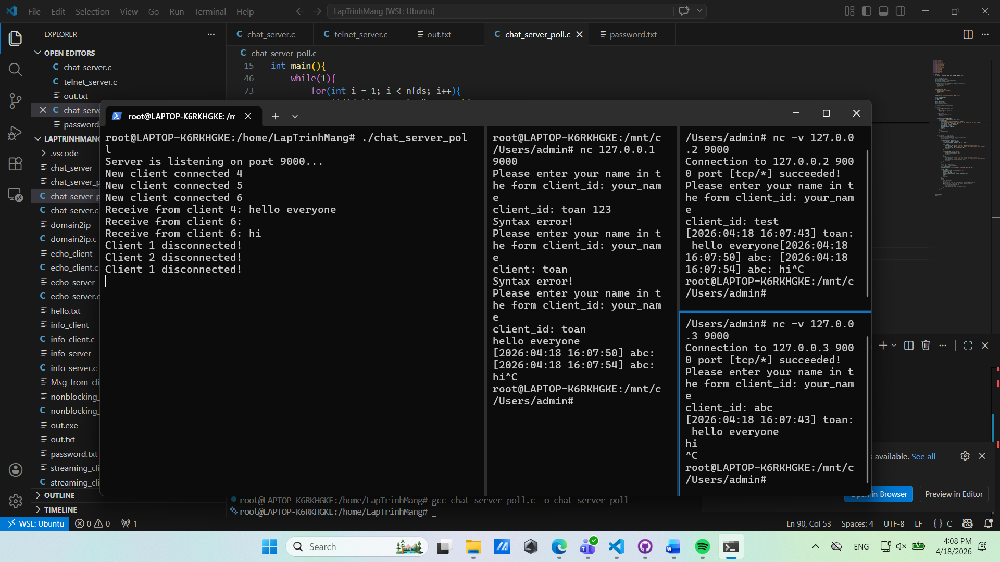 File Edit Selection View Go Run Terminal Help
LapTrinhMang [WSL: Ubuntu]
EXPLORER
OPEN EDITORS
chat_server.c
telnet_server.c
out.txt
chat_serve
password.
LAPTRINHMANG
.vscode
chat_server
chat_server_p
chat_server_p
chat_server.c
domain2ip
domain2ip.c
echo_client
echo_client.c
echo_server
echo_server.c
hello.txt
info_client
info_client.c
info_server
info_server.c
Msg_from_cli
nonblocking_
nonblocking_
out.exe
out.txt
password.txt
streaming_cli
streaming_cli
OUTLINE
TIMELINE
chat_server.c
telnet_server.c
out.txt
chat_server_poll.c
password.txt
chat_server_poll.c
15 int main(){
46 while(1){
73 for(int i = 1; i < nfds; i++){
root@LAPTOP-K6RKHGKE: /m
root@LAPTOP-K6RKHGKE:/home/LapTrinhMang# ./chat_server_pol
l
Server is listening on port 9000...
New client connected 4
New client connected 5
New client connected 6
Receive from client 4: hello everyone
Receive from client 6:
Receive from client 6: hi
Client 1 disconnected!
Client 2 disconnected!
Client 1 disconnected!
root@LAPTOP-K6RKHGKE:/mnt/c
/Users/admin# nc 127.0.0.1
9000
Please enter your name in t
he form client_id: your_nam
e
client_id: toan 123
Syntax error!
Please enter your name in t
he form client_id: your_nam
e
client: toan
Syntax error!
Please enter your name in t
he form client_id: your_nam
e
client_id: toan
hello everyone
[2026:04:18 16:07:50] abc:
[2026:04:18 16:07:54] abc:
hi^C
root@LAPTOP-K6RKHGKE:/mnt/c
/Users/admin#
/Users/admin# nc -v 127.0.0
.2 9000
Connection to 127.0.0.2 900
0 port [tcp/*] succeeded!
Please enter your name in t
he form client_id: your_nam
e
client_id: test
[2026:04:18 16:07:43] toan:
hello everyone[2026:04:18
16:07:50] abc: [2026:04:18
16:07:54] abc: hi^C
root@LAPTOP-K6RKHGKE:/mnt/c
/Users/admin#
/Users/admin# nc -v 127.0.0
.3 9000
Connection to 127.0.0.3 900
0 port [tcp/*] succeeded!
Please enter your name in t
he form client_id: your_nam
e
client_id: abc
[2026:04:18 16:07:43] toan:
hello everyone
hi
^C
root@LAPTOP-K6RKHGKE:/mnt/c
/Users/admin#
available. See all
in Browser
Preview in Editor
root@LAPTOP-K6RKHGKE:/home/LapTrinhMang# gcc chat_server_poll.c -o chat_server_poll
root@LAPTOP-K6RKHGKE:/home/LapTrinhMang#
WSL: Ubuntu 0 0 1
Ln 90, Col 53 Spaces: 4 UTF-8 LF {} C
Search
ENG
4:08 PM
4/18/2026